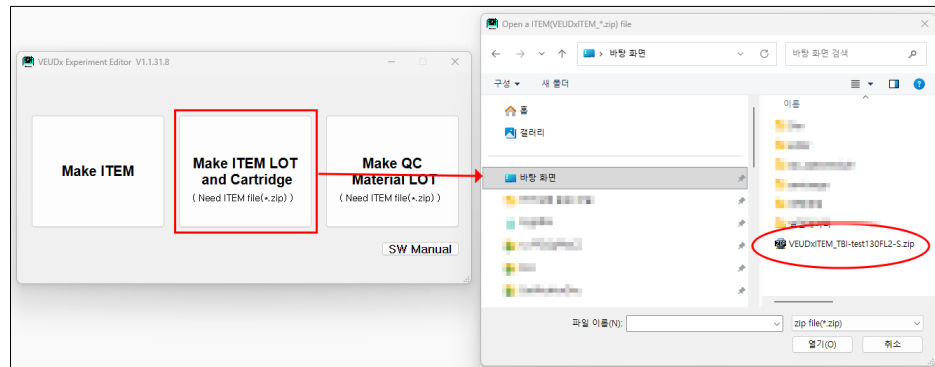 VEUDx Experiment Editor V1.1.31.8
Make ITEM
Make ITEM LOT
and Cartridge
( Need ITEM file(*.zip) )
Make QC
Material LOT
( Need ITEM file(*.zip) )
SW Manual
Open a ITEM(VEUDxITEM_*.zip) file
바탕 화면
바탕 화면 검색
구성
새 폴더
홈
갤러리
바탕 화면
이름
VEUDxITEM_TBI-test130FL2-S.zip
파일 이름(N):
zip file(*.zip)
열기(O)
취소